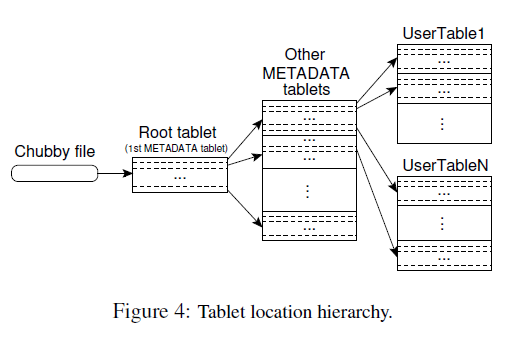 UserTable1
...
...
⋮
Other
METADATA
tablets
...
...
...
⋮
...
Root tablet
(1st METADATA tablet)
...
Chubby file
UserTableN
...
⋮
...
Figure 4: Tablet location hierarchy.